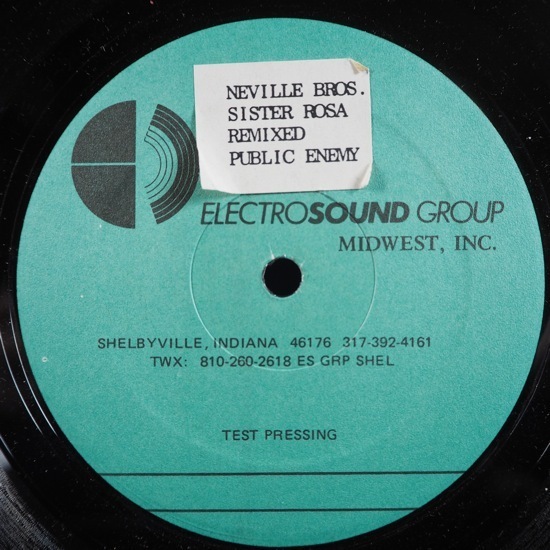 NEVILLE BROS.
SISTER ROSA
REMIXED
PUBLIC ENEMY
ELECTROSOUND GROUP
MIDWEST, INC.
SHELBYVILLE, INDIANA 46176 317-392-4161
TWX: 810-260-2618 ES GRP SHEL
TEST PRESSING